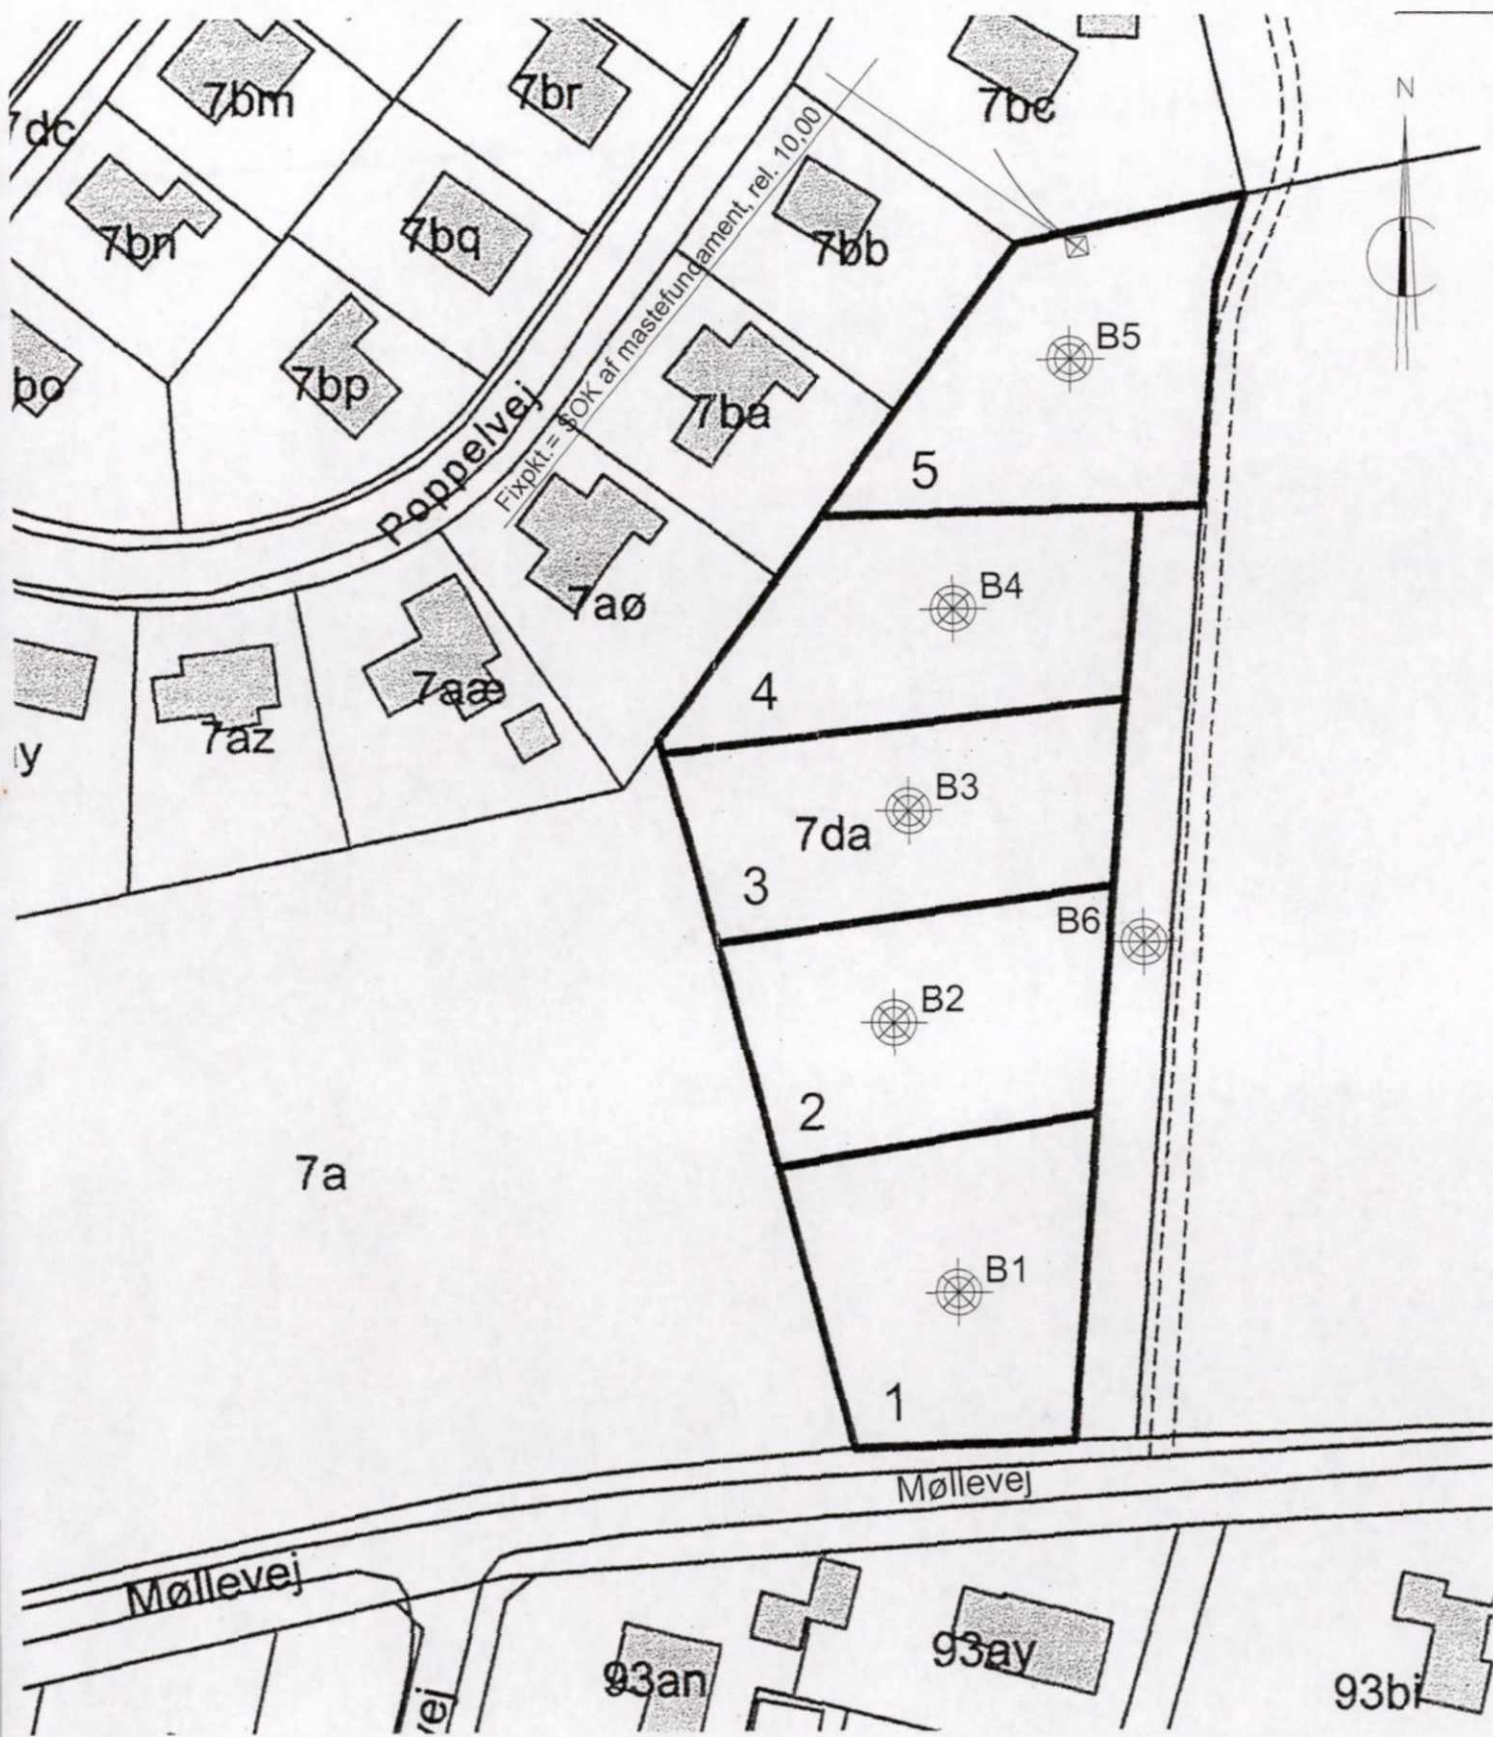 N
7bm
7br
7bc
7dc
7bn
7bq
7bb
Fixpkt.= SOK af mastefundament, rel. 10,00
B5
bo
7bp
7ba
Poppelvej
5
7aø
B4
7aæ
4
7az
y
B3
7da
3
B6
B2
2
7a
B1
1
Møllevej
Møllevej
93an
93ay
93bi
vej